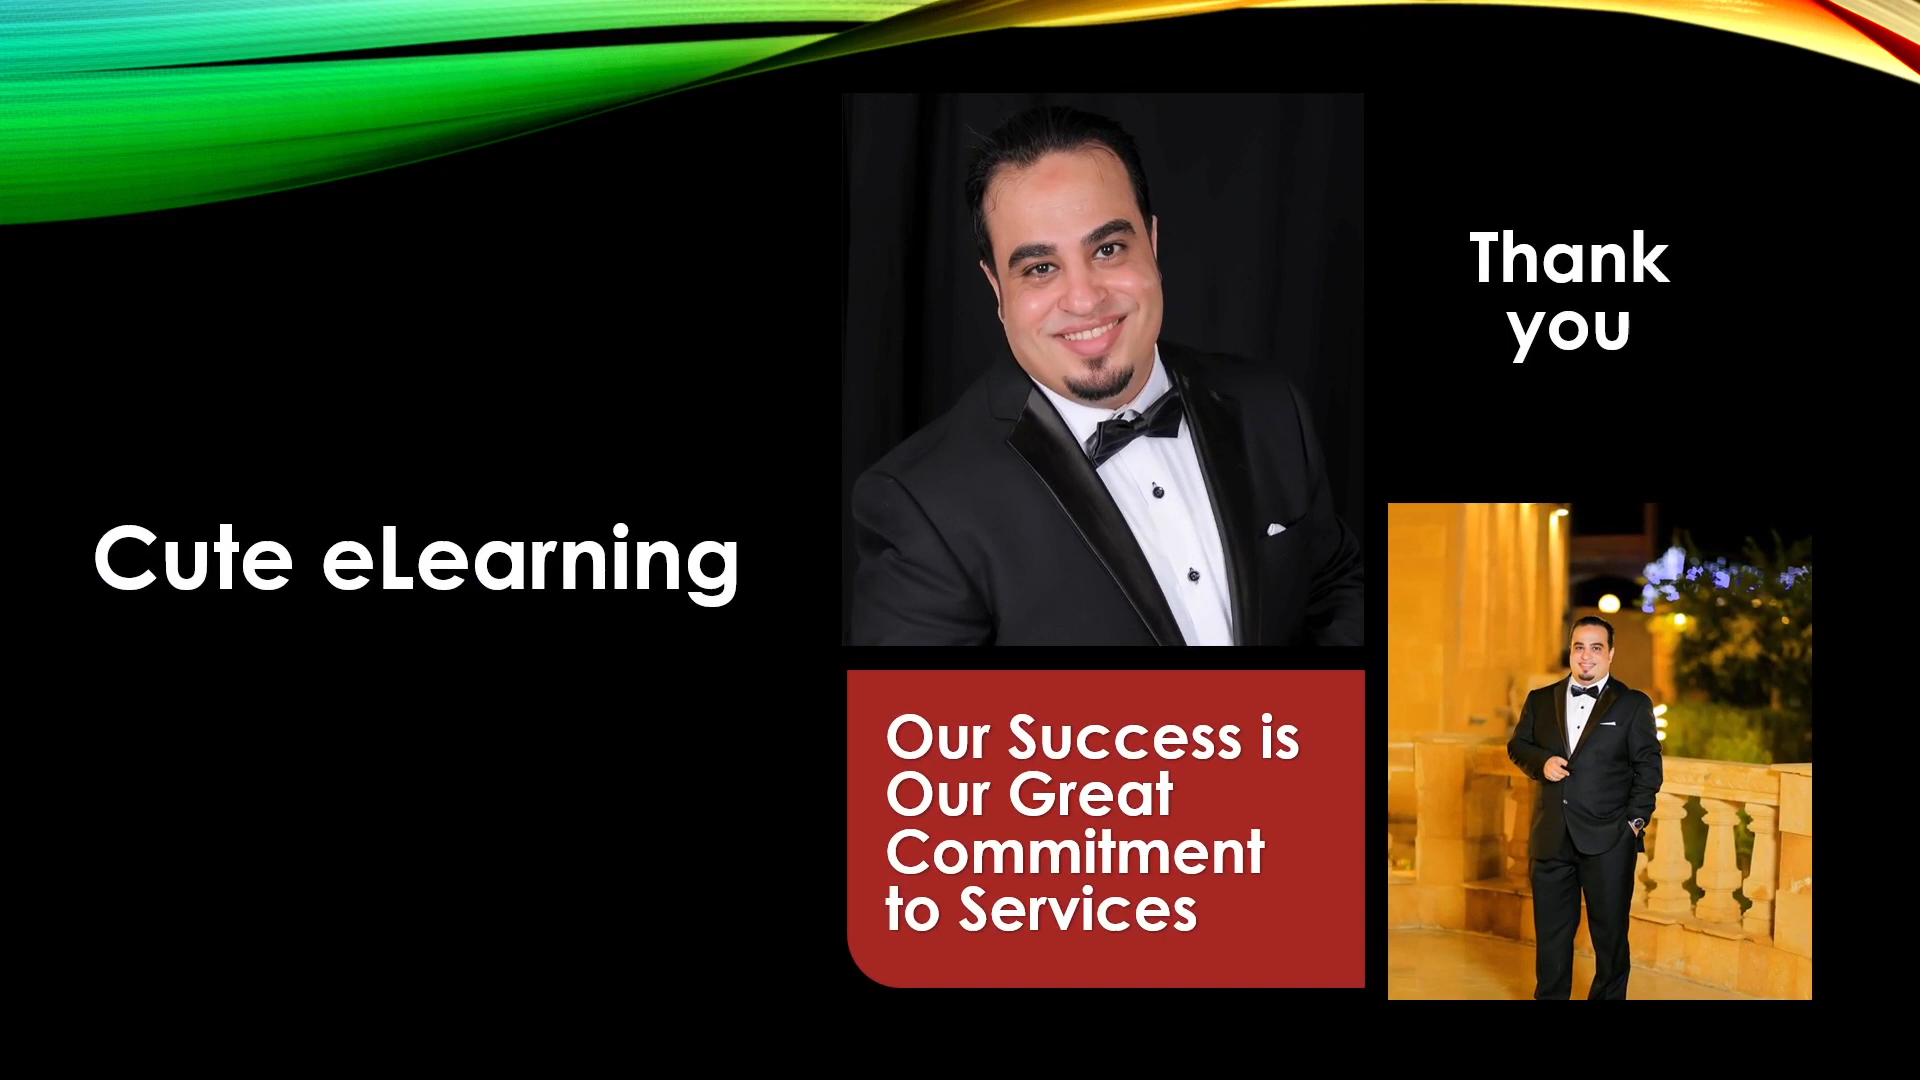 Cute eLearning
Thank
you
Our Success is
Our Great
Commitment
to Services